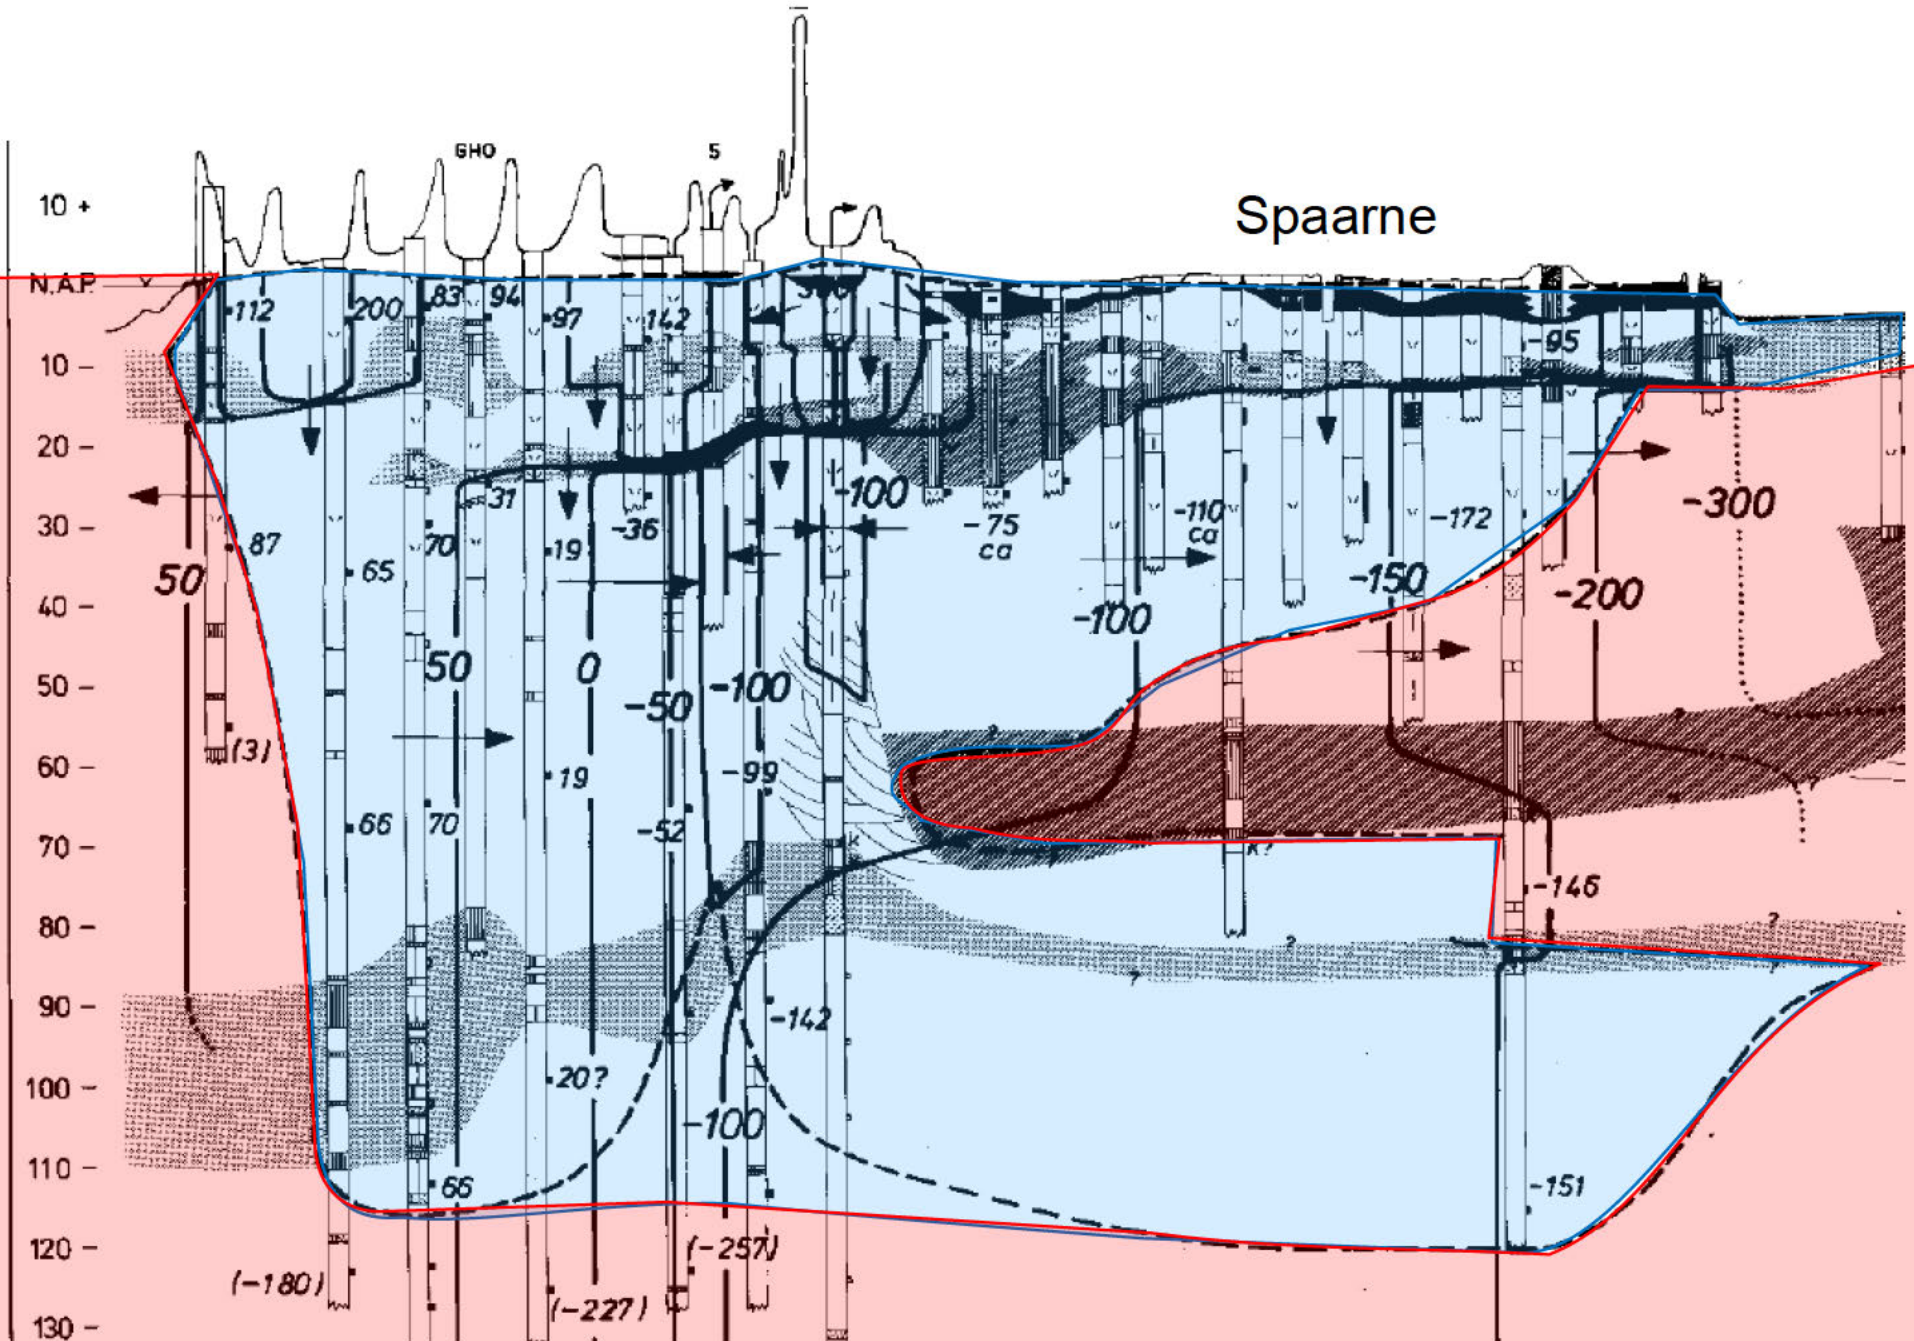 GHO 5
10 +
Spaarne
N.A.P.
112 200 83 94 97 142
-95
10 –
20 –
31 -100 -300
30 – -36 -75 ca -110 ca -172
87 70 19
50 65 -150 -200
40 –
-100
50 0
50 – -50 -100
?
(3)
60 – 19 -99
66 70 -52
70 – K K?
-146
80 – ? ?
? ?
90 –
-142
100 – 20?
-100
110 –
66 -151
120 – (-257)
(-180) (-227)
130 –